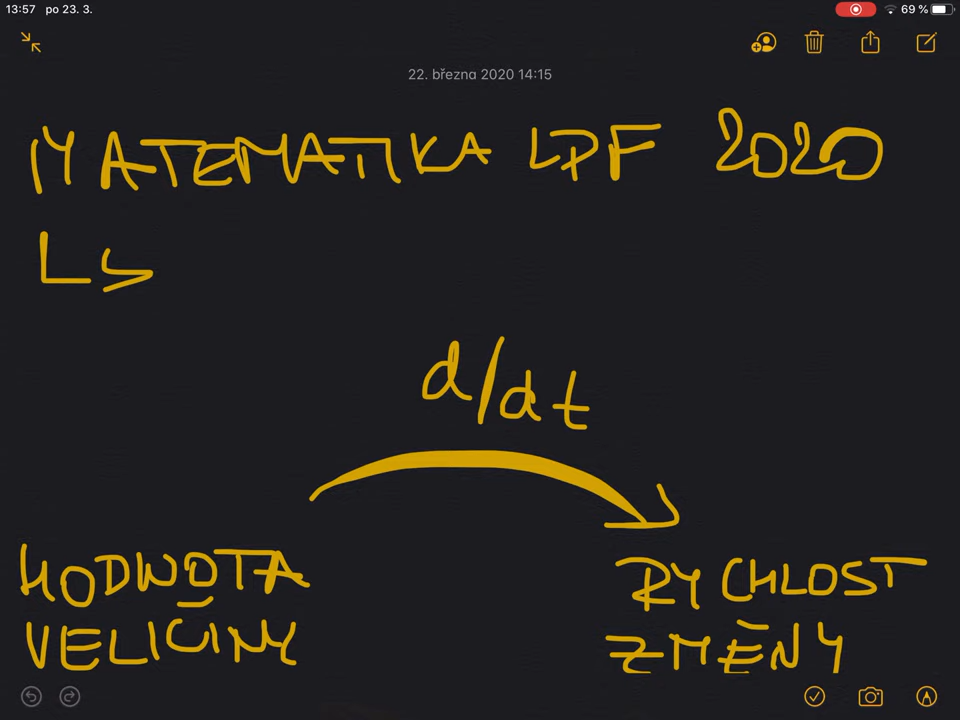 13:57 po 23. 3. 69 %
22. března 2020 14:15
MATEMATIKA LPF 2020
LS
d/dt
HODNOTA RYCHLOST
VELIČINY ZMĚNY